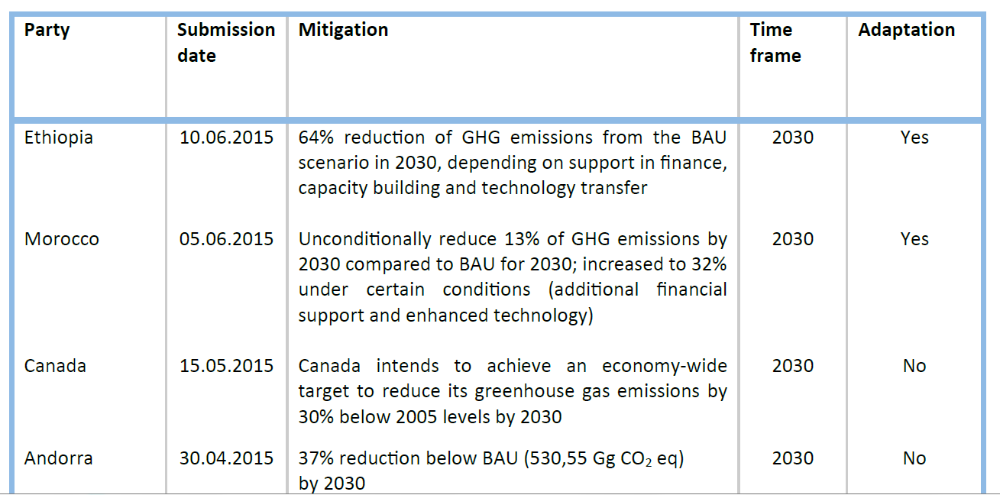 Party Submission date Mitigation Time frame Adaptation
Ethiopia 10.06.2015 64% reduction of GHG emissions from the BAU 2030 Yes
scenario in 2030, depending on support in finance,
capacity building and technology transfer
Morocco 05.06.2015 Unconditionally reduce 13% of GHG emissions by 2030 Yes
2030 compared to BAU for 2030; increased to 32%
under certain conditions (additional financial
support and enhanced technology)
Canada 15.05.2015 Canada intends to achieve an economy-wide 2030 No
target to reduce its greenhouse gas emissions by
30% below 2005 levels by 2030
Andorra 30.04.2015 37% reduction below BAU (530,55 Gg CO₂ eq) 2030 No
by 2030